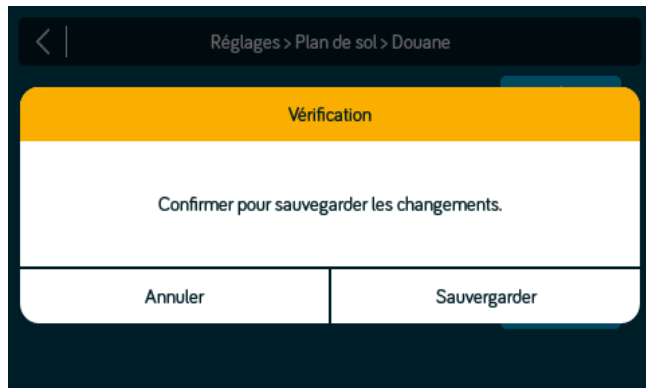 Réglages > Plan de sol > Douane
Vérification
Confirmer pour sauvegarder les changements.
Annuler
Sauvergarder